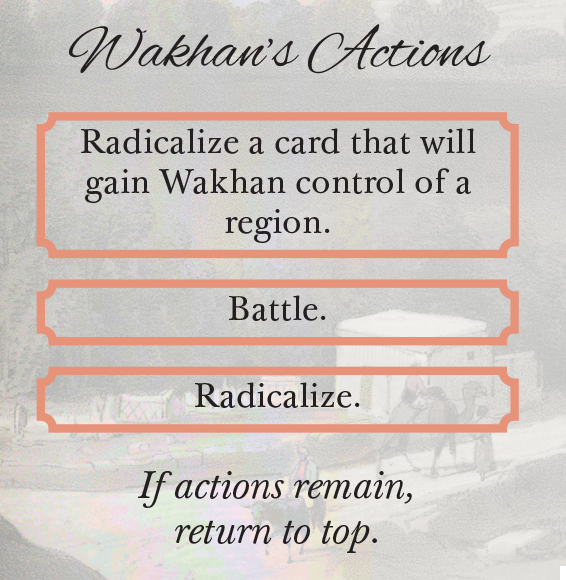 Wakhan's Actions
Radicalize a card that will
gain Wakhan control of a
region.
Battle.
Radicalize.
If actions remain,
return to top.